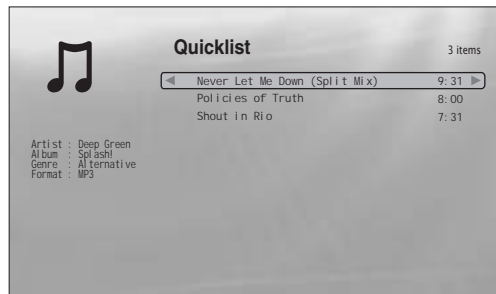 Quicklist
3 items
Never Let Me Down (Split Mix) 9:31
Policies of Truth 8:00
Shout in Rio 7:31
Artist : Deep Green
Album : Splash!
Genre : Alternative
Format : MP3